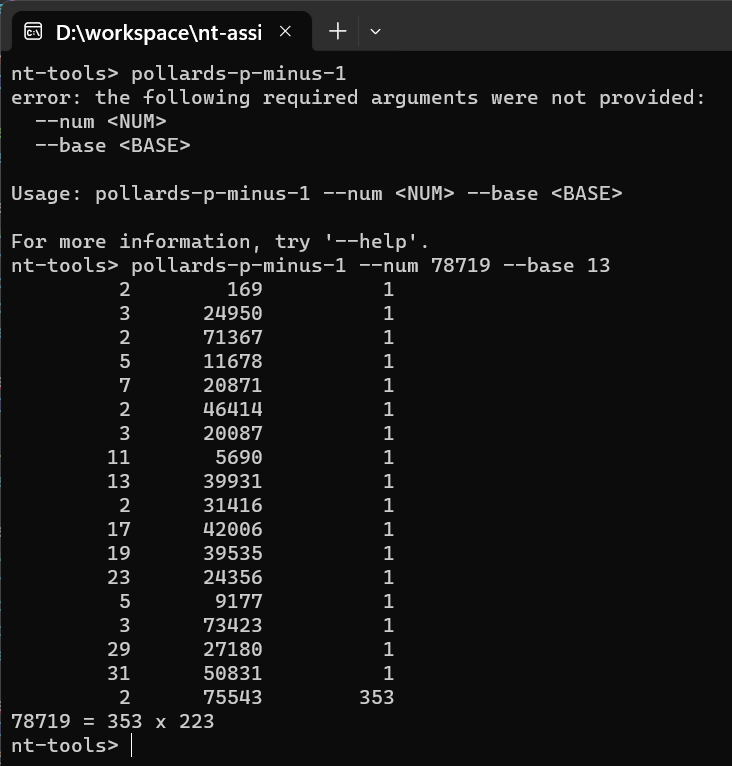 D:\workspace\nt-assi
nt-tools> pollards-p-minus-1
error: the following required arguments were not provided:
  --num <NUM>
  --base <BASE>

Usage: pollards-p-minus-1 --num <NUM> --base <BASE>

For more information, try '--help'.
nt-tools> pollards-p-minus-1 --num 78719 --base 13
         2        169          1
         3      24950          1
         2      71367          1
         5      11678          1
         7      20871          1
         2      46414          1
         3      20087          1
        11       5690          1
        13      39931          1
         2      31416          1
        17      42006          1
        19      39535          1
        23      24356          1
         5       9177          1
         3      73423          1
        29      27180          1
        31      50831          1
         2      75543        353
78719 = 353 x 223
nt-tools>